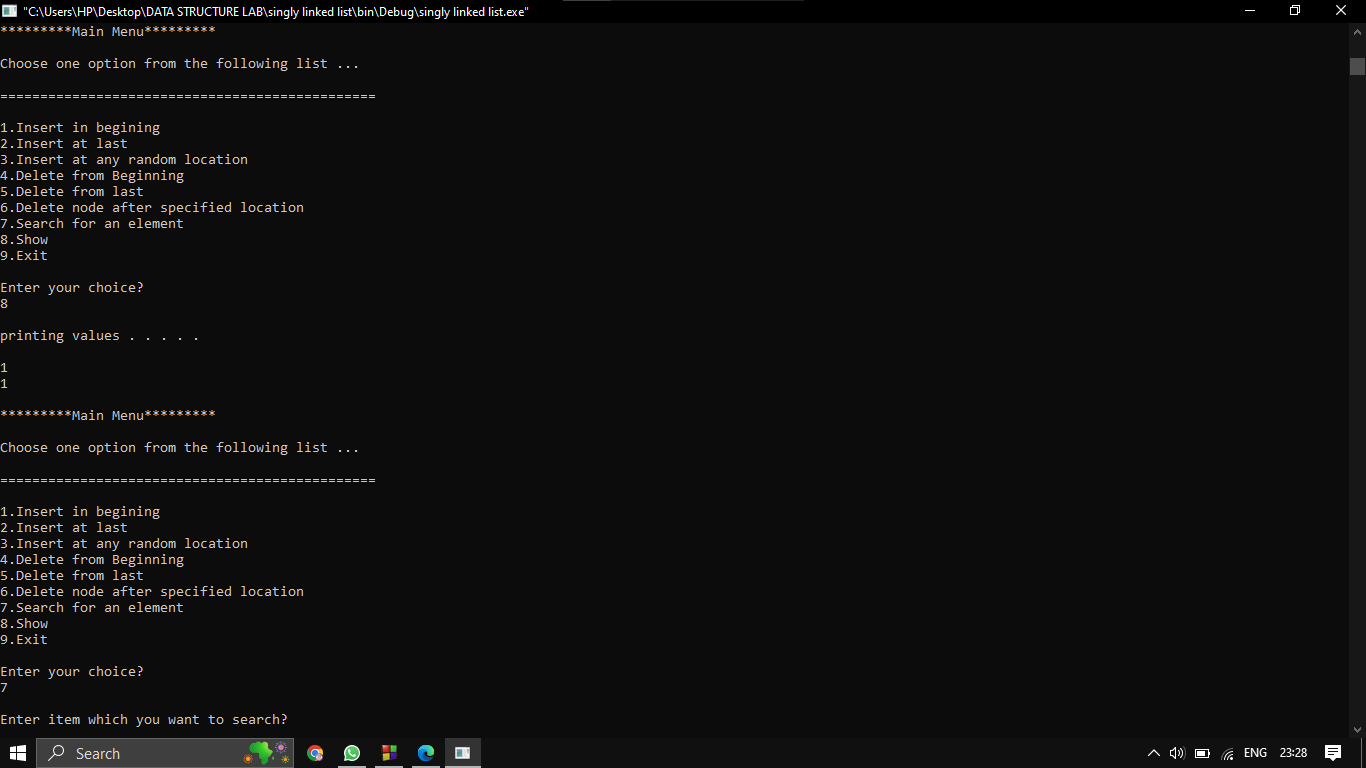 "C:\Users\HP\Desktop\DATA STRUCTURE LAB\singly linked list\bin\Debug\singly linked list.exe"
*********Main Menu*********
Choose one option from the following list ...
===============================================
1.Insert in begining
2.Insert at last
3.Insert at any random location
4.Delete from Beginning
5.Delete from last
6.Delete node after specified location
7.Search for an element
8.Show
9.Exit
Enter your choice?
8
printing values . . . . .
1
1
*********Main Menu*********
Choose one option from the following list ...
===============================================
1.Insert in begining
2.Insert at last
3.Insert at any random location
4.Delete from Beginning
5.Delete from last
6.Delete node after specified location
7.Search for an element
8.Show
9.Exit
Enter your choice?
7
Enter item which you want to search?
Search ENG 23:28